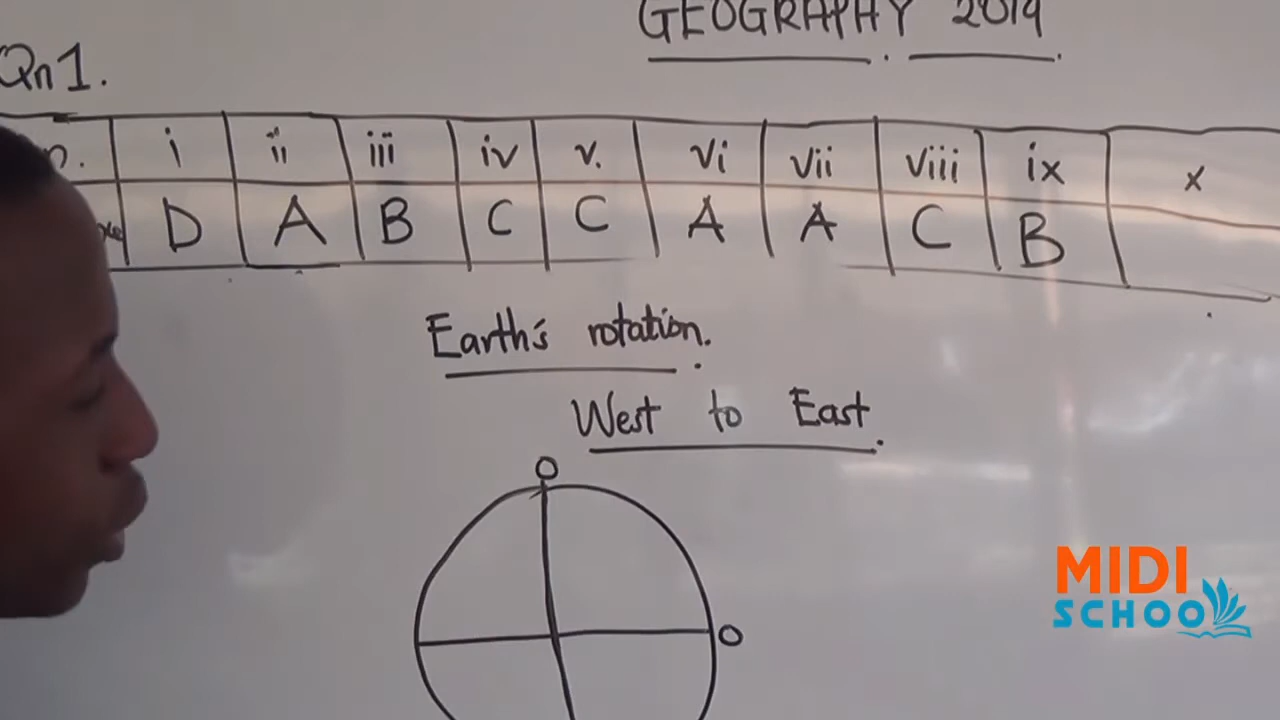 GEOGRAPHY 2019
Qn1.
i ii iii iv v. vi vii viii ix x
D A B C C A A C B
Earth's rotation.
West to East.
MIDI
SCHOO